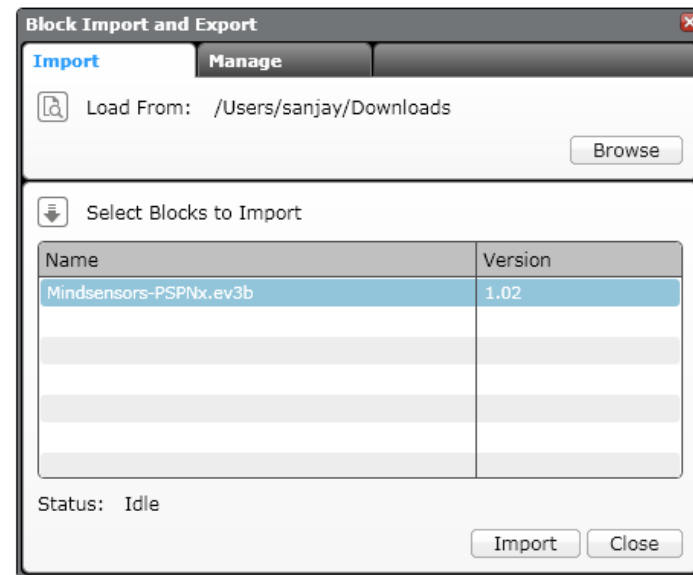 Block Import and Export
Import Manage
Load From: /Users/sanjay/Downloads
Browse
Select Blocks to Import
Name Version
Mindsensors-PSPNx.ev3b 1.02
Status: Idle
Import Close